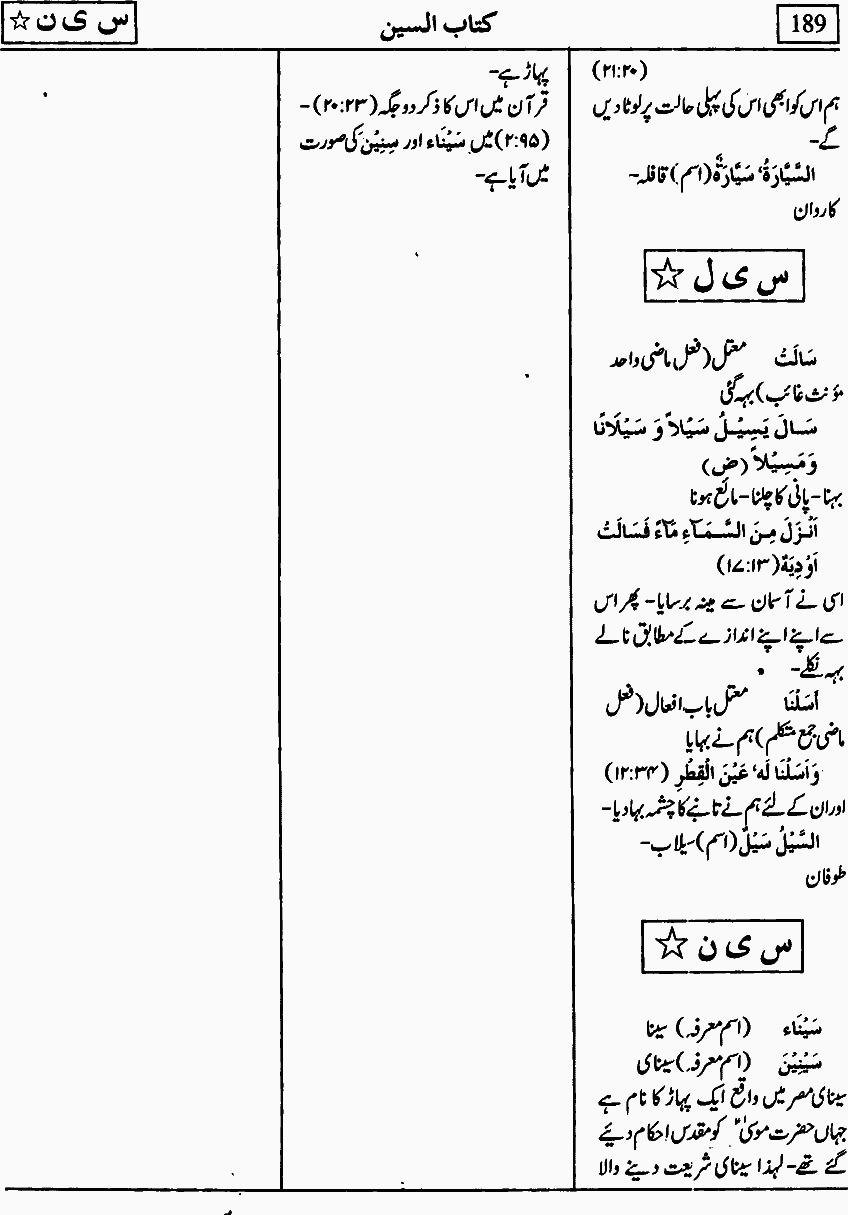 189
کتاب السین
س ی ن ☆
(۲۱:۲۰)
ہم اس کو ابھی اس کی پہلی حالت پر لوٹا دیں
گے-
السَّیَّارَۃُ' سَیَّارَۃٌ (اسم) قافلہ-
کاروان
س ی ل ☆
سَالَتْ معتل (فعل ماضی واحد
مؤنث غائب) بہہ گئی
سَالَ یَسِیْلُ سَیْلاً وَ سَیْلَانًا
وَمَسِیْلاً (ض)
بہنا-پانی کا چلنا-مائع ہونا
اَنْزَلَ مِنَ السَّمَآءِ مَآءً فَسَالَتْ
اَوْدِیَۃٌ (۱۷:۱۳)
اسی نے آسمان سے مینہ برسایا- پھر اس
سے اپنے اپنے اندازے کے مطابق نالے
بہہ نکلے-
أَسَلْنَا معتل باب افعال (فعل
ماضی جمع متکلم) ہم نے بہایا
وَاَسَلْنَا لَہٗ عَیْنَ الْقِطْرِ (۱۲:۳۴)
اور ان کے لئے ہم نے تانبے کا چشمہ بہا دیا-
السَّیْلُ سَیْلٌ (اسم) سیلاب-
طوفان
س ی ن ☆
سَیْنَاء (اسم معرفہ) سینا
سَیْنِیْنَ (اسم معرفہ) سینای
سینای مصر میں واقع ایک پہاڑ کا نام ہے
جہاں حضرت موسیٰؑ کو مقدس احکام دیئے
گئے تھے- لہذا سینای شریعت دینے والا
پہاڑ ہے-
قرآن میں اس کا ذکر دو جگہ (۲۰:۲۳)-
(۲:۹۵) میں سَیْنَاء اور سِنِیْنَ کی صورت
میں آیا ہے-